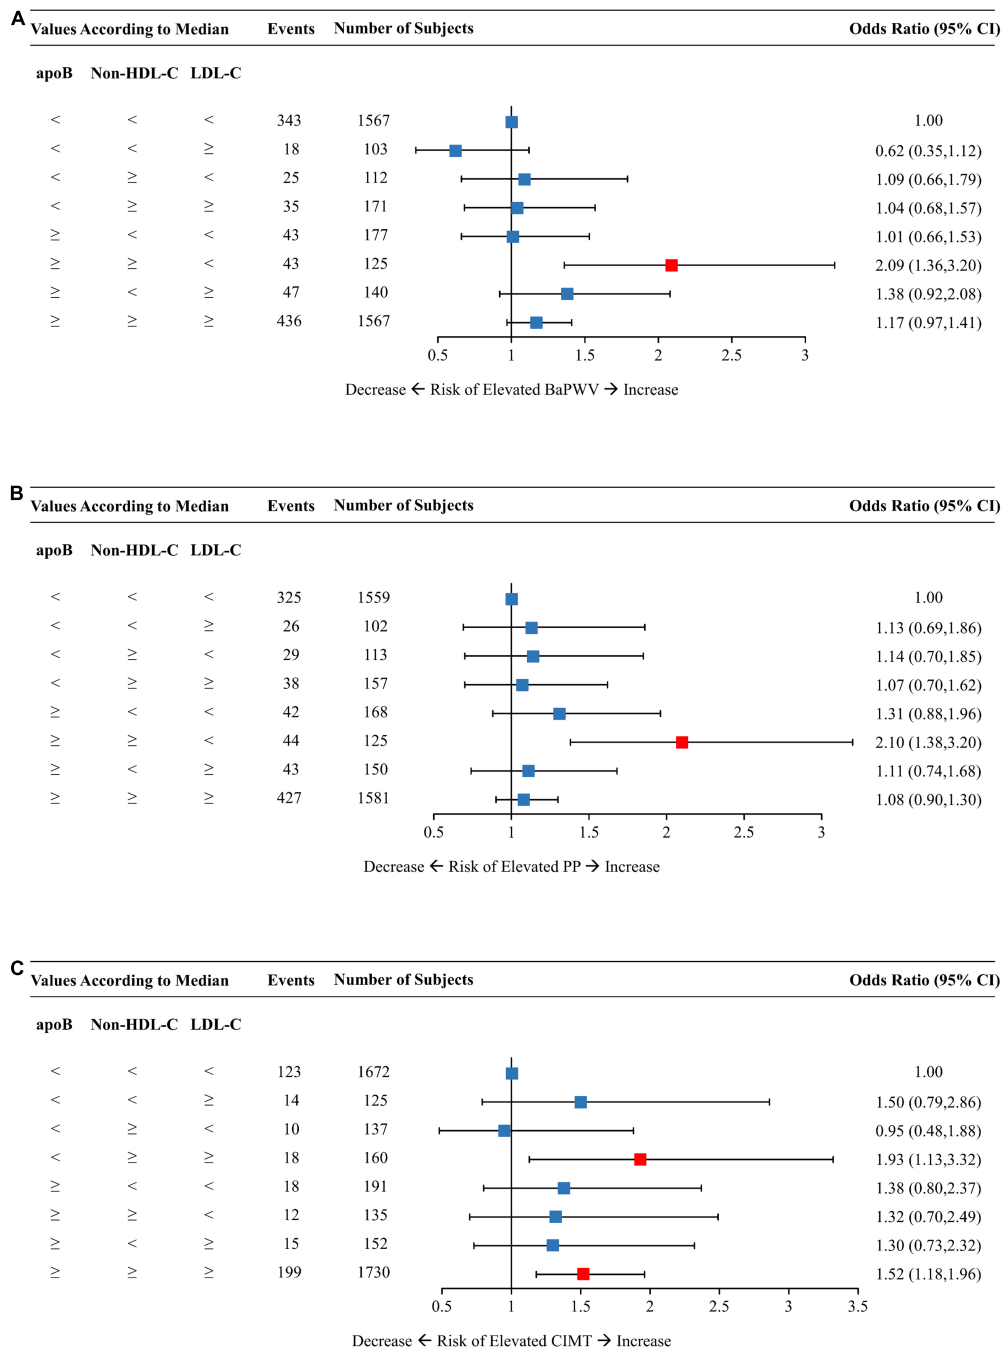 A
Values According to Median Events Number of Subjects Odds Ratio (95% CI)
apoB Non-HDL-C LDL-C
< < < 343 1567 1.00
< < ≥ 18 103 0.62 (0.35,1.12)
< ≥ < 25 112 1.09 (0.66,1.79)
< ≥ ≥ 35 171 1.04 (0.68,1.57)
≥ < < 43 177 1.01 (0.66,1.53)
≥ ≥ < 43 125 2.09 (1.36,3.20)
≥ < ≥ 47 140 1.38 (0.92,2.08)
≥ ≥ ≥ 436 1567 1.17 (0.97,1.41)
0.5 1 1.5 2 2.5 3
Decrease ← Risk of Elevated BaPWV → Increase
B
Values According to Median Events Number of Subjects Odds Ratio (95% CI)
apoB Non-HDL-C LDL-C
< < < 325 1559 1.00
< < ≥ 26 102 1.13 (0.69,1.86)
< ≥ < 29 113 1.14 (0.70,1.85)
< ≥ ≥ 38 157 1.07 (0.70,1.62)
≥ < < 42 168 1.31 (0.88,1.96)
≥ ≥ < 44 125 2.10 (1.38,3.20)
≥ < ≥ 43 150 1.11 (0.74,1.68)
≥ ≥ ≥ 427 1581 1.08 (0.90,1.30)
0.5 1 1.5 2 2.5 3
Decrease ← Risk of Elevated PP → Increase
C
Values According to Median Events Number of Subjects Odds Ratio (95% CI)
apoB Non-HDL-C LDL-C
< < < 123 1672 1.00
< < ≥ 14 125 1.50 (0.79,2.86)
< ≥ < 10 137 0.95 (0.48,1.88)
< ≥ ≥ 18 160 1.93 (1.13,3.32)
≥ < < 18 191 1.38 (0.80,2.37)
≥ ≥ < 12 135 1.32 (0.70,2.49)
≥ < ≥ 15 152 1.30 (0.73,2.32)
≥ ≥ ≥ 199 1730 1.52 (1.18,1.96)
0.5 1 1.5 2 2.5 3 3.5
Decrease ← Risk of Elevated CIMT → Increase